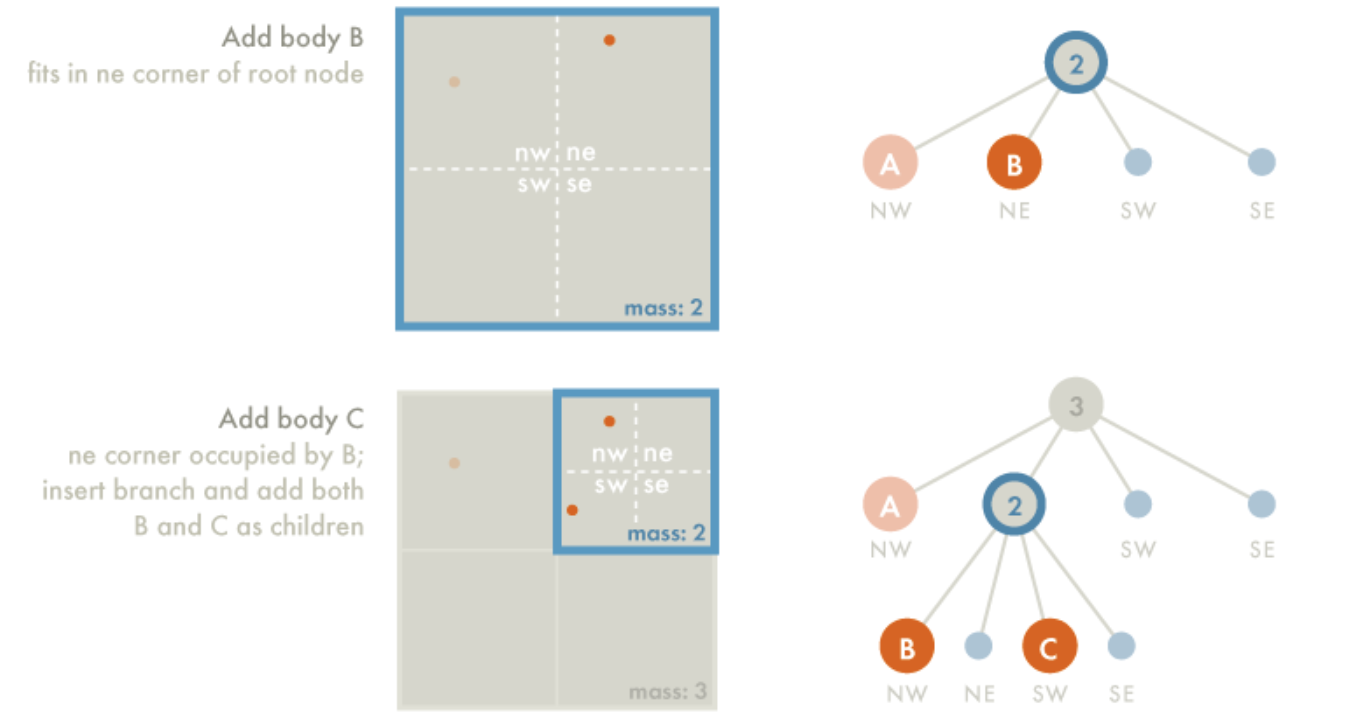 Add body B
fits in ne corner of root node
nw ne
sw se
mass: 2
2
A B
NW NE SW SE
Add body C
ne corner occupied by B;
insert branch and add both
B and C as children
nw ne
sw se
mass: 2
mass: 3
3
A 2
NW SW SE
B C
NW NE SW SE